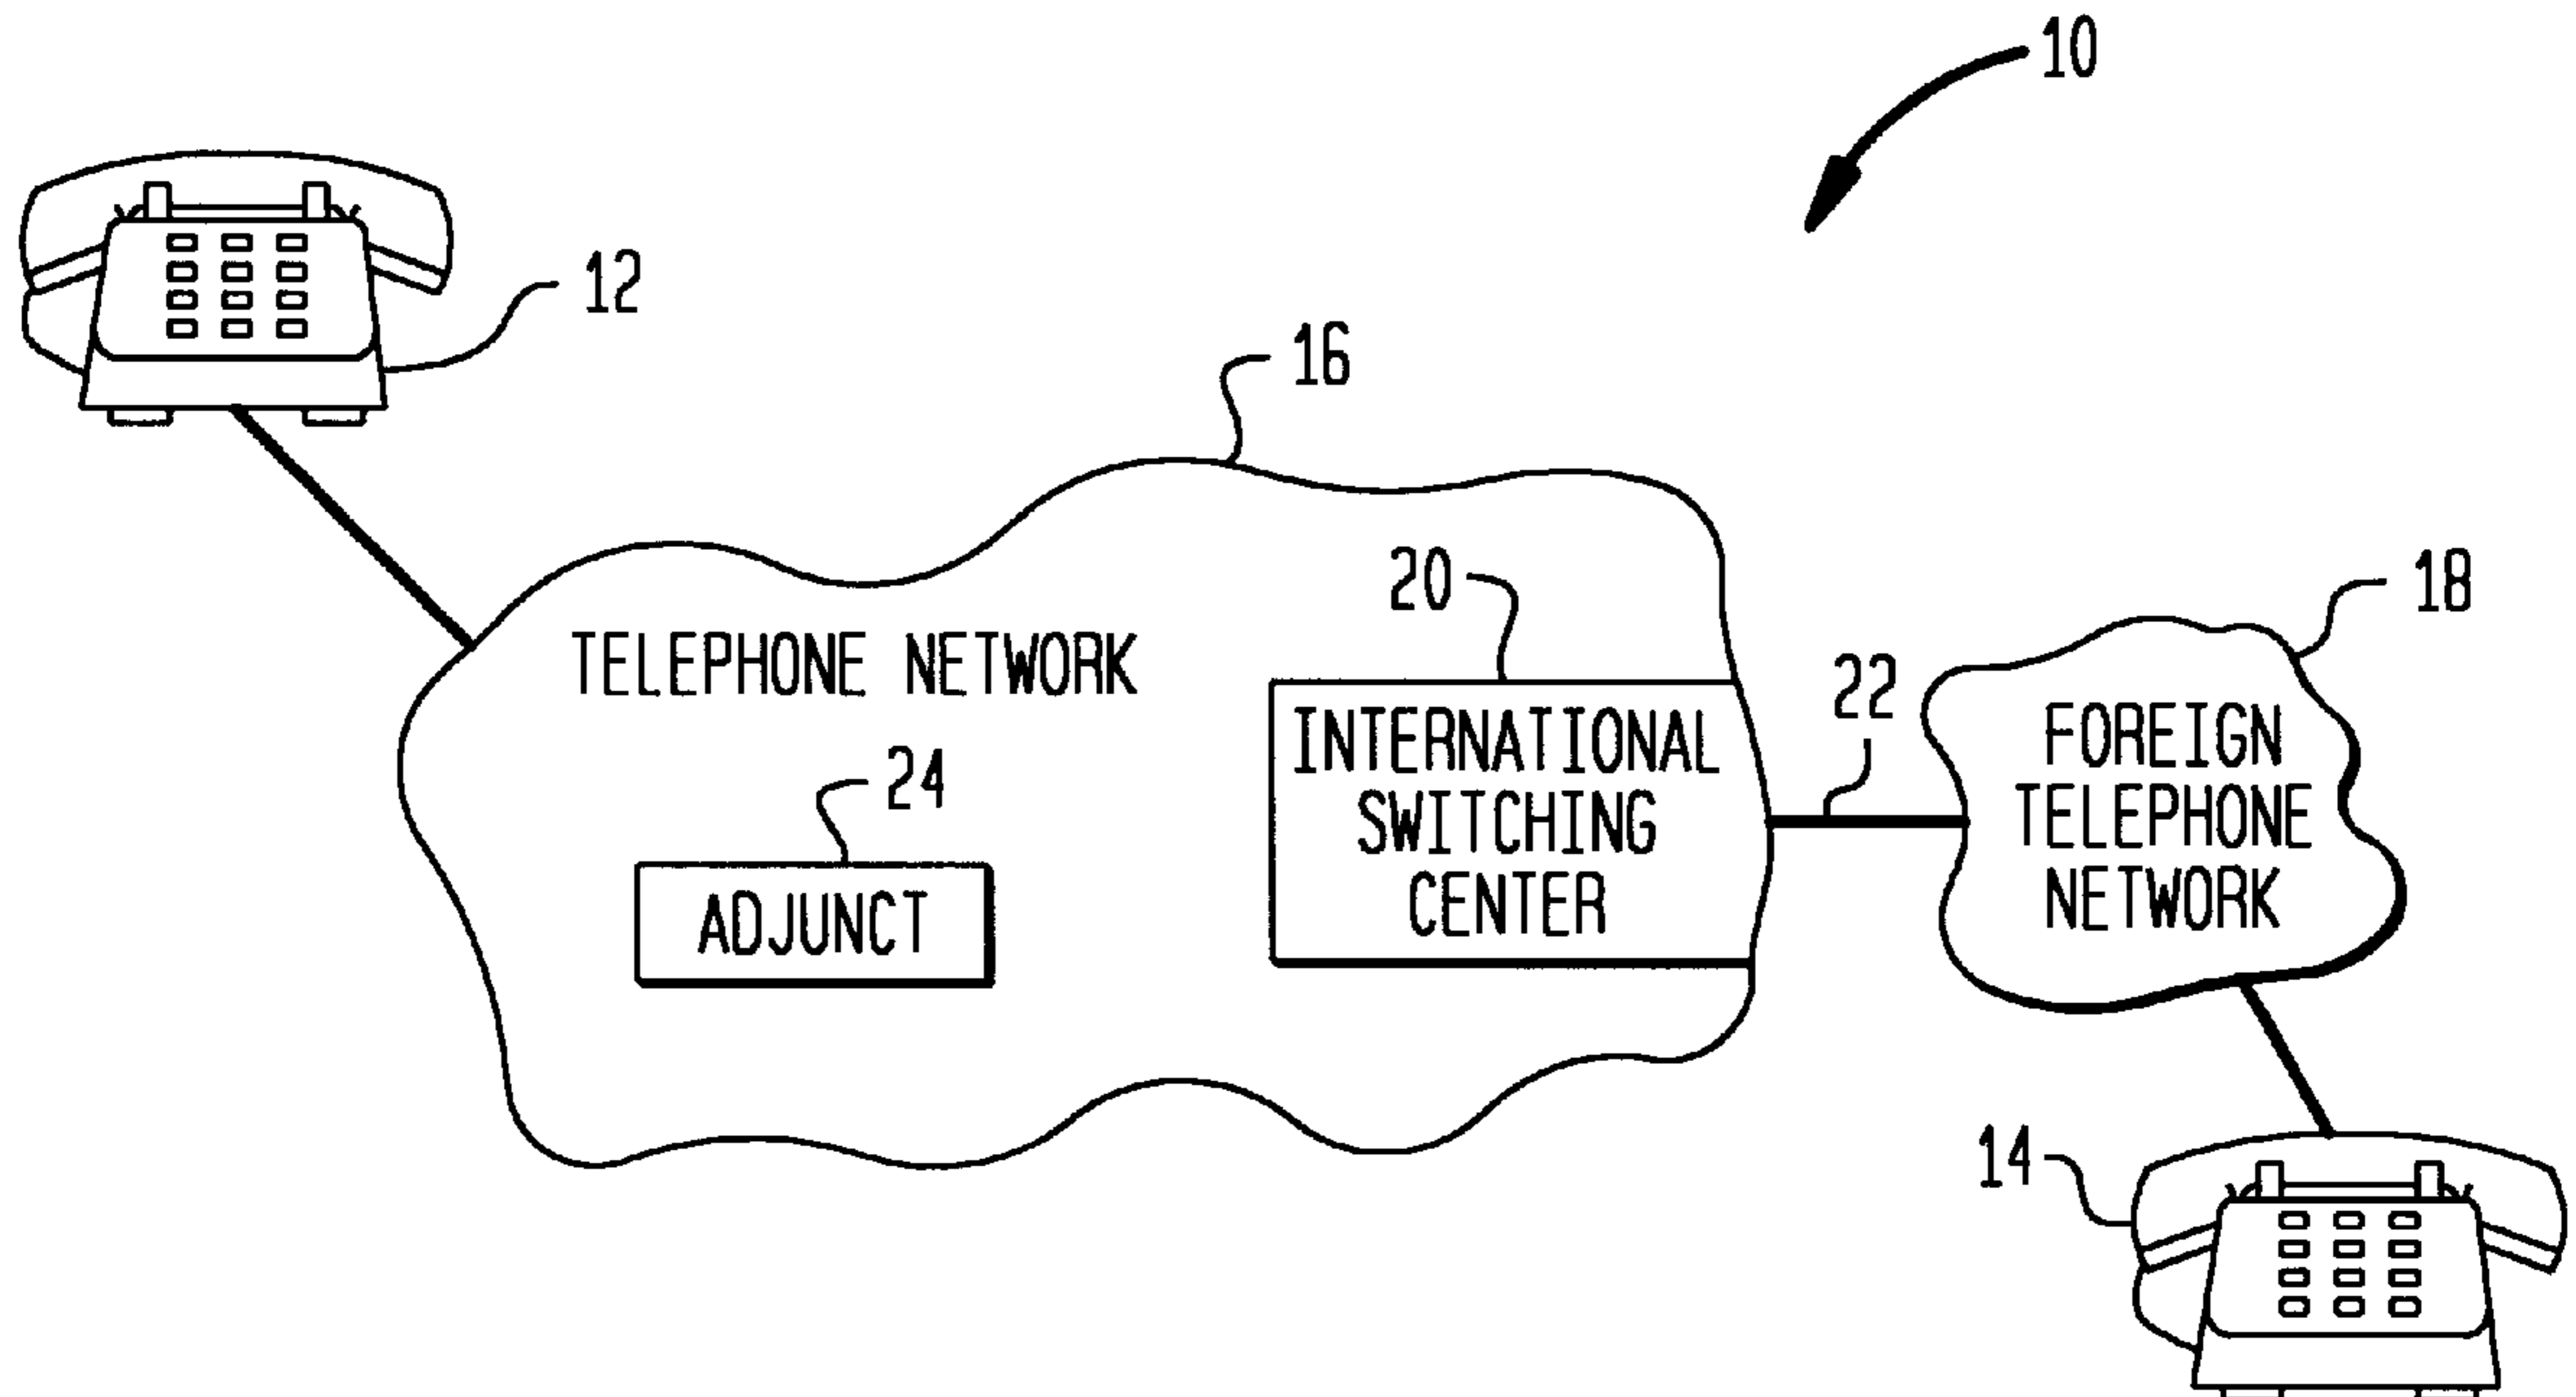 10
12
16
20
18
TELEPHONE NETWORK
22
INTERNATIONAL
SWITCHING
CENTER
FOREIGN
TELEPHONE
NETWORK
24
ADJUNCT
14